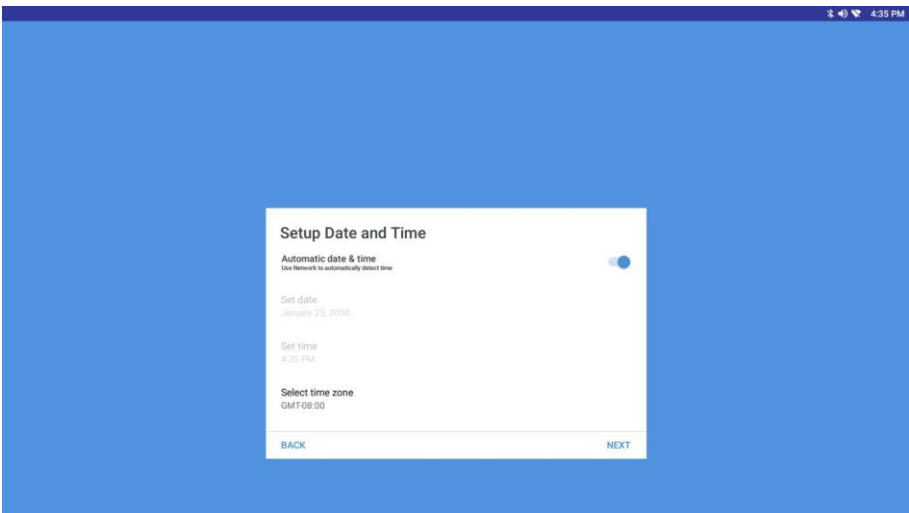 4:35 PM
Setup Date and Time
Automatic date & time
Use Network to automatically detect time
Set date
January 25, 2000
Set time
4:35 PM
Select time zone
GMT-08:00
BACK NEXT